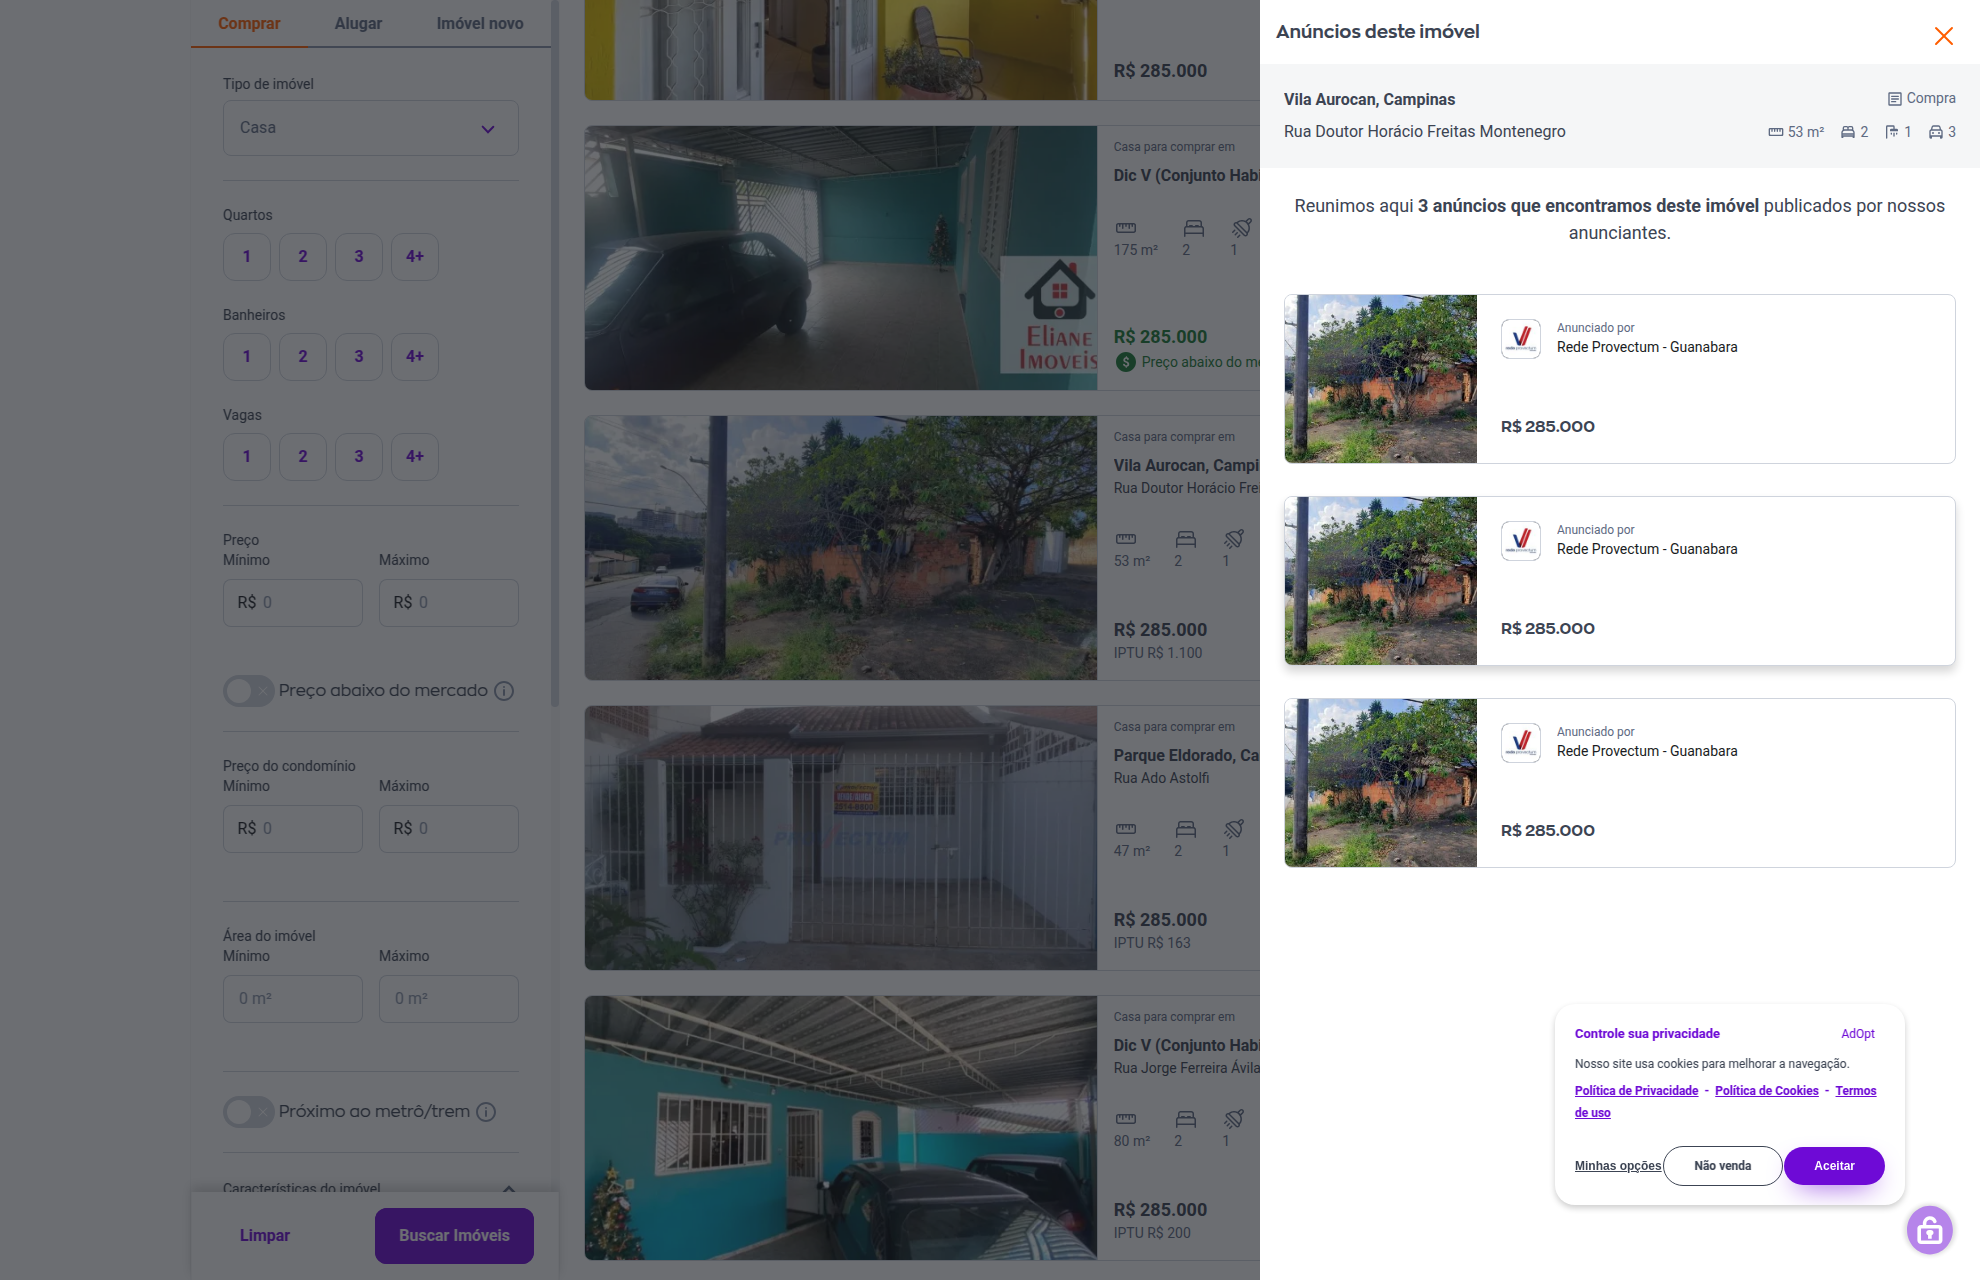 Comprar
Alugar
Imóvel novo
Tipo de imóvel
Casa
Quartos
1
2
3
4+
Banheiros
1
2
3
4+
Vagas
1
2
3
4+
Preço
Mínimo
Máximo
R$ 0
R$ 0
Preço abaixo do mercado
Preço do condomínio
Mínimo
Máximo
R$ 0
R$ 0
Área do imóvel
Mínimo
Máximo
0 m²
0 m²
Próximo ao metrô/trem
Características do imóvel
Limpar
Buscar Imóveis
R$ 285.000
Casa para comprar em
Dic V (Conjunto Habi
175 m²
2
1
ELIANE
IMOVEIS
R$ 285.000
Preço abaixo do me
Casa para comprar em
Vila Aurocan, Campi
Rua Doutor Horácio Frei
53 m²
2
1
R$ 285.000
IPTU R$ 1.100
Casa para comprar em
Parque Eldorado, Ca
Rua Ado Astolfi
47 m²
2
1
R$ 285.000
IPTU R$ 163
Casa para comprar em
Dic V (Conjunto Habi
Rua Jorge Ferreira Ávila
80 m²
2
1
R$ 285.000
IPTU R$ 200
Anúncios deste imóvel
Vila Aurocan, Campinas
Compra
Rua Doutor Horácio Freitas Montenegro
53 m²
2
1
3
Reunimos aqui 3 anúncios que encontramos deste imóvel publicados por nossos
anunciantes.
Anunciado por
Rede Provectum - Guanabara
R$ 285.000
Anunciado por
Rede Provectum - Guanabara
R$ 285.000
Anunciado por
Rede Provectum - Guanabara
R$ 285.000
Controle sua privacidade
AdOpt
Nosso site usa cookies para melhorar a navegação.
Política de Privacidade - Política de Cookies - Termos
de uso
Minhas opções
Não venda
Aceitar